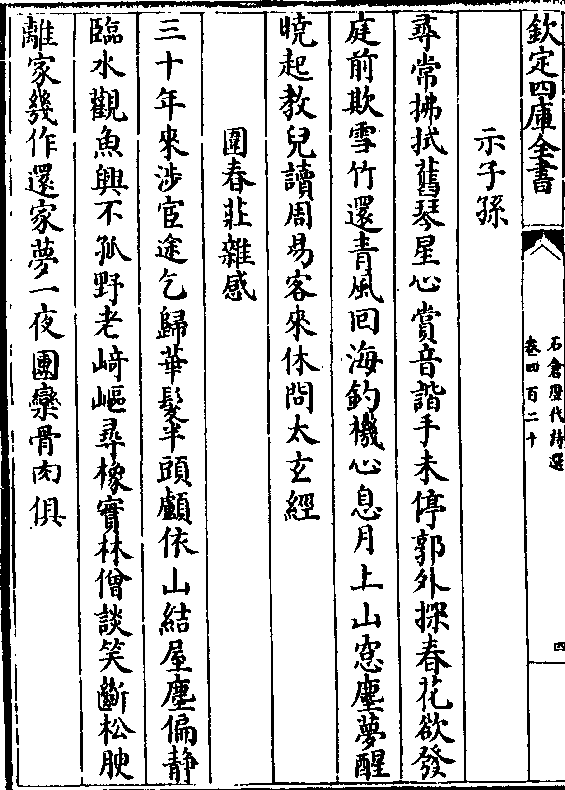 欽定四庫全書
石倉歷代詩選
卷四百二十
四
示子孫
尋常拂拭舊琴星心賞音諧手未停郭外探春花欲發
庭前欺雪竹還青風回海釣機心息月上山窓塵夢醒
曉起教兒讀周易客來休問太玄經
圍春莊雜感
三十年來涉宦途乞歸華髮半頭顱依山結屋塵偏静
臨水觀魚興不孤野老﨑嶇尋橡實林僧談笑斸松腴
離家幾作還家夢一夜團欒骨肉俱